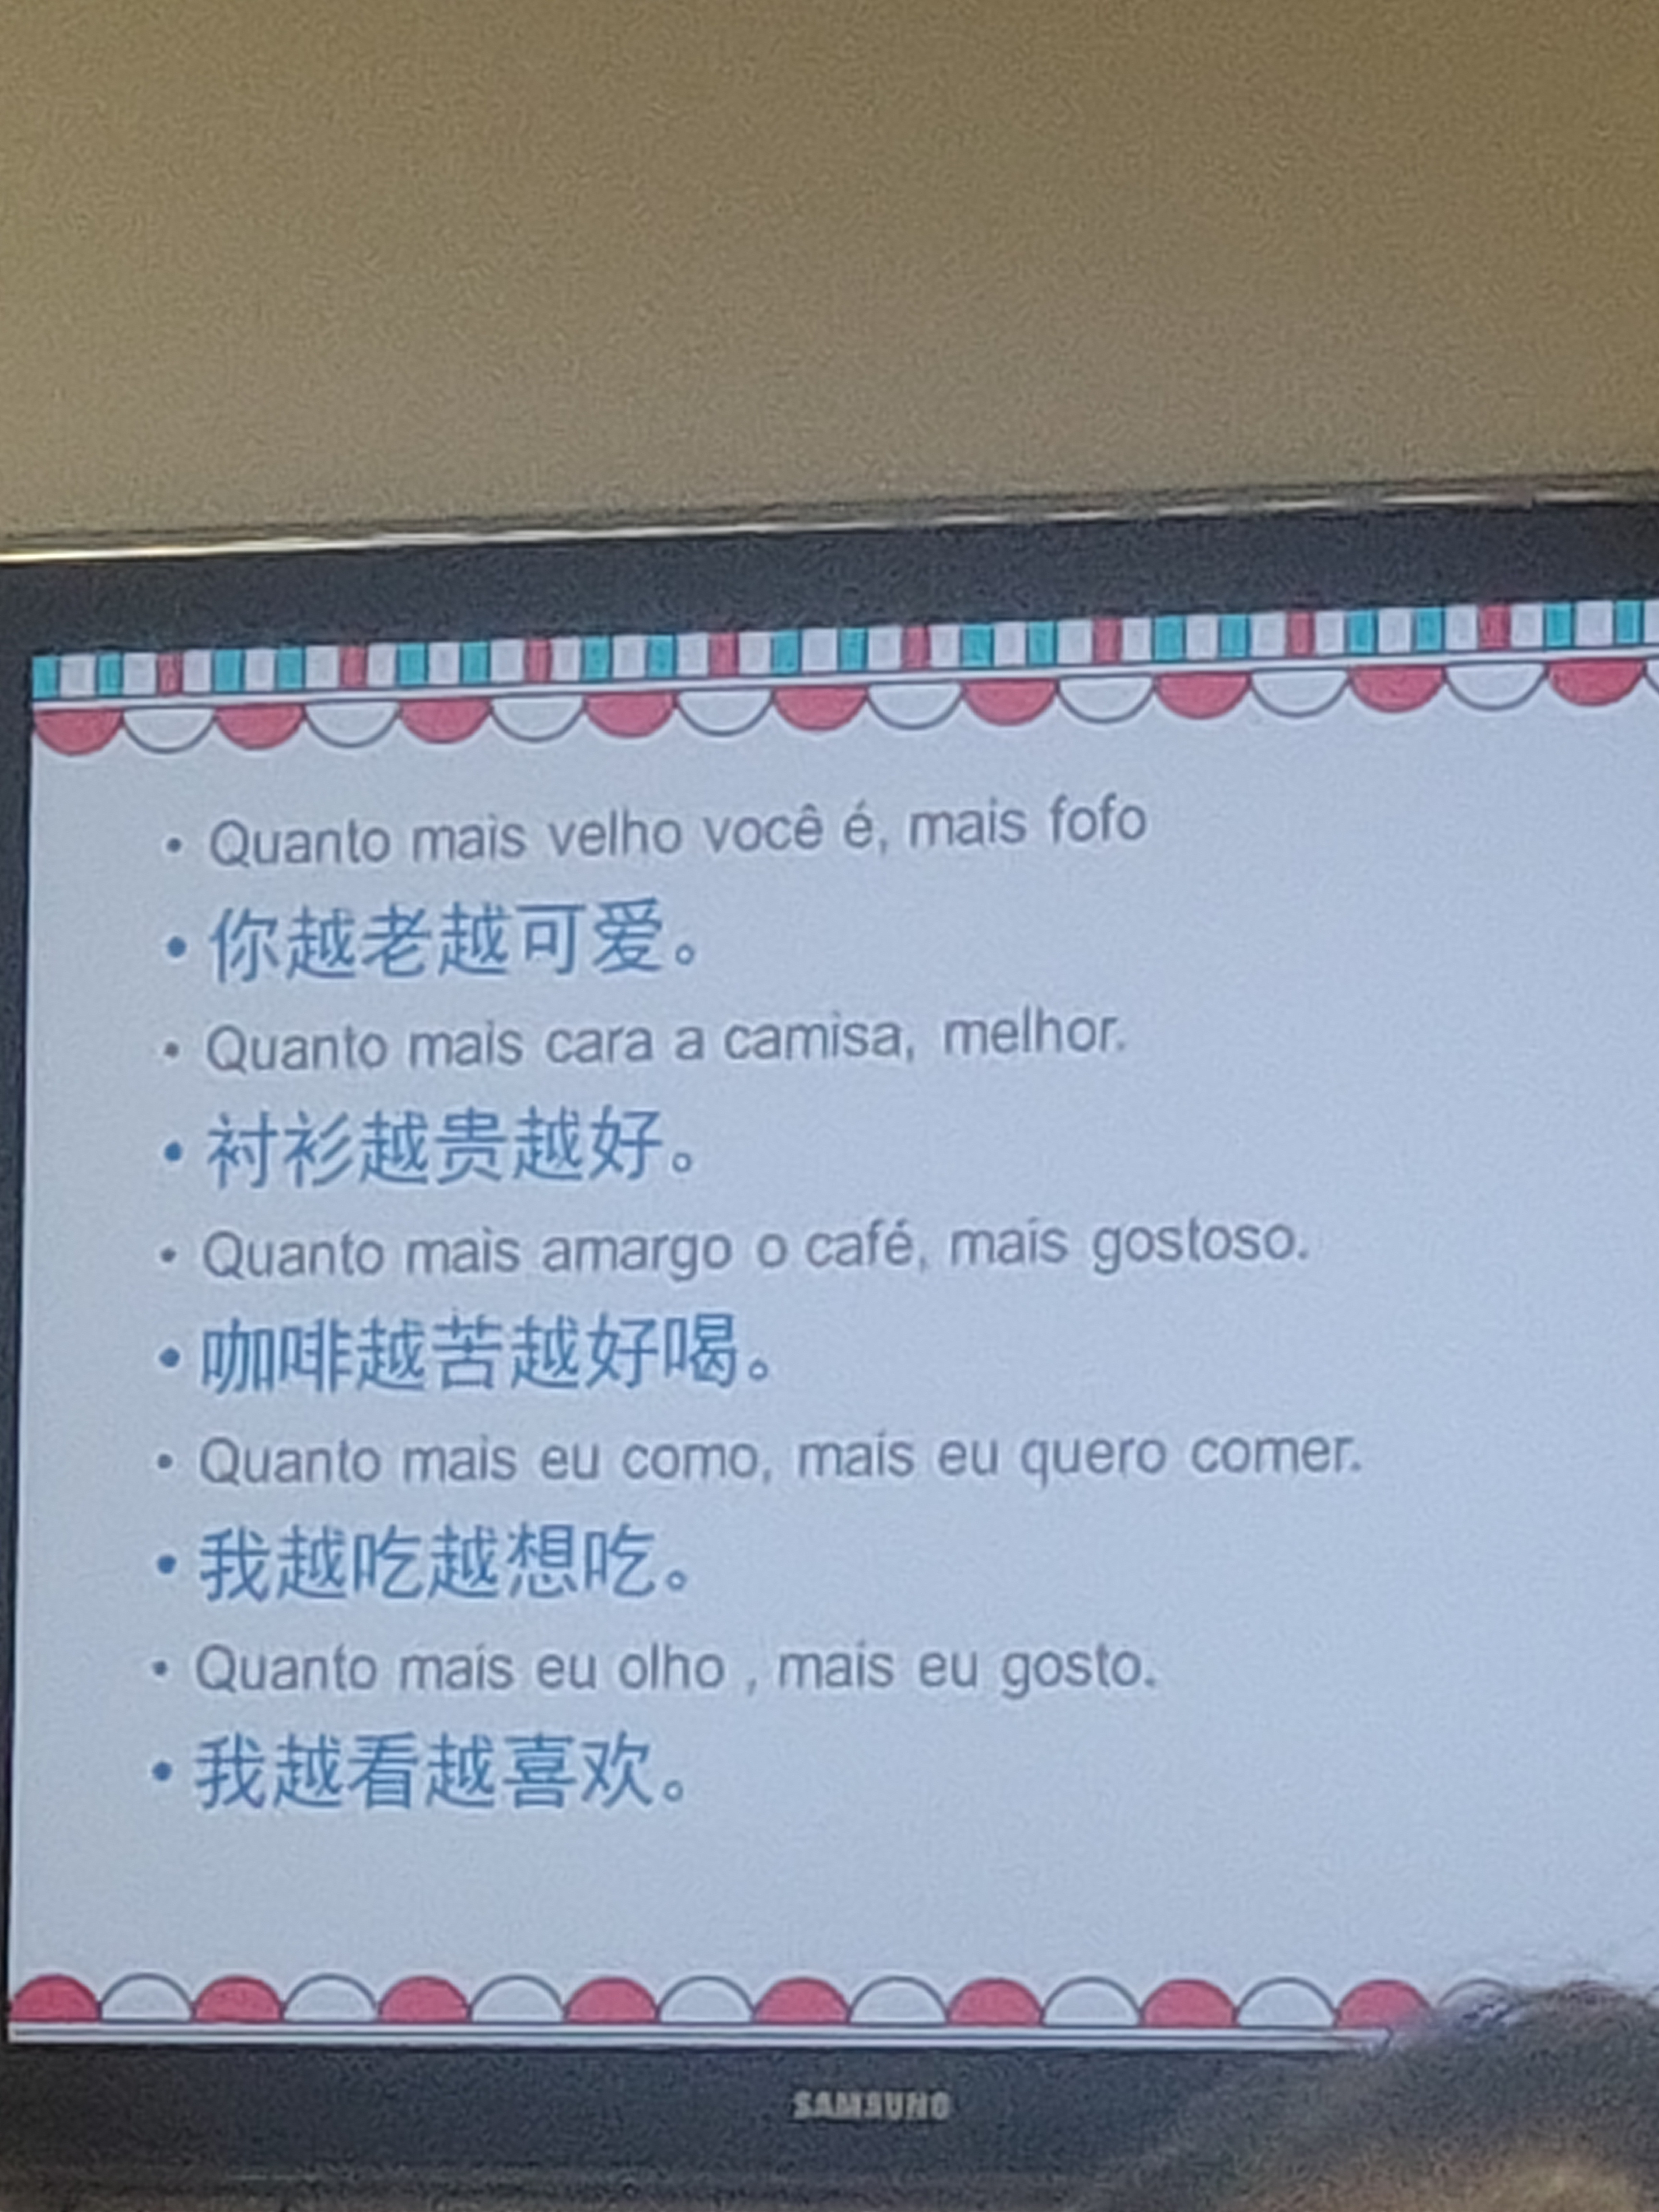 • Quanto mais velho você é, mais fofo
• 你越老越可爱。
• Quanto mais cara a camisa, melhor.
• 衬衫越贵越好。
• Quanto mais amargo o café, mais gostoso.
• 咖啡越苦越好喝。
• Quanto mais eu como, mais eu quero comer.
• 我越吃越想吃。
• Quanto mais eu olho , mais eu gosto.
• 我越看越喜欢。
SAMSUNG